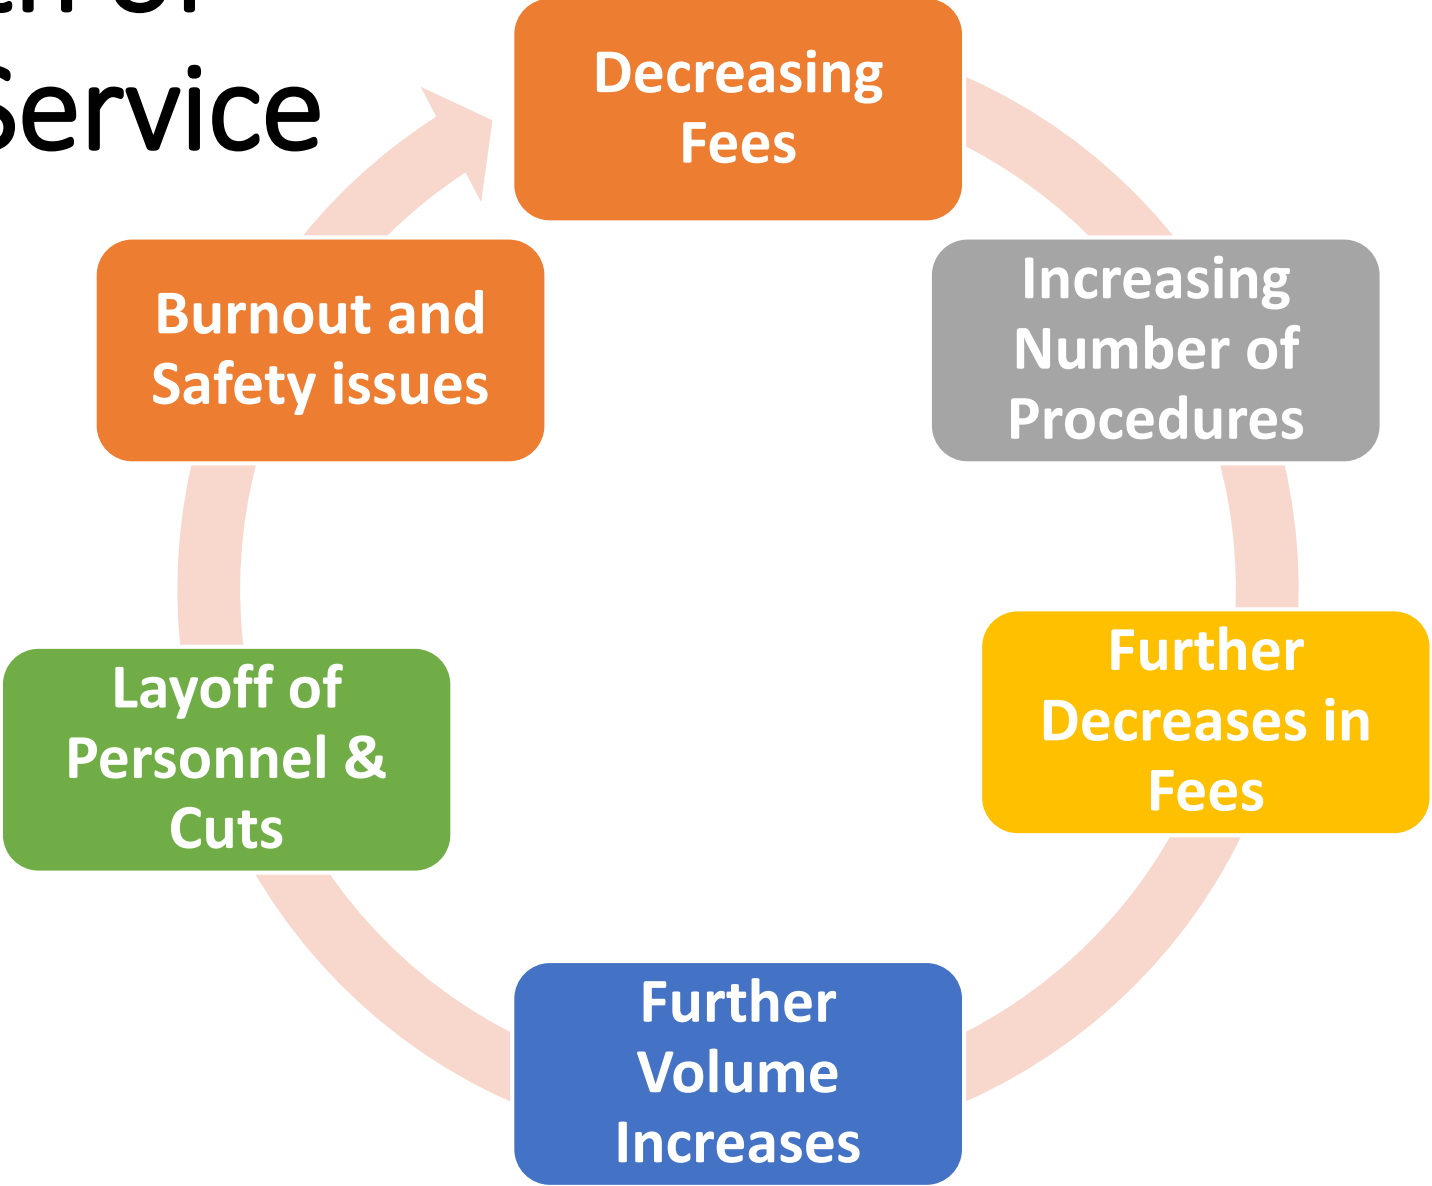 of
Service
Decreasing
Fees
Increasing
Number of
Procedures
Further
Decreases in
Fees
Further
Volume
Increases
Layoff of
Personnel &
Cuts
Burnout and
Safety issues